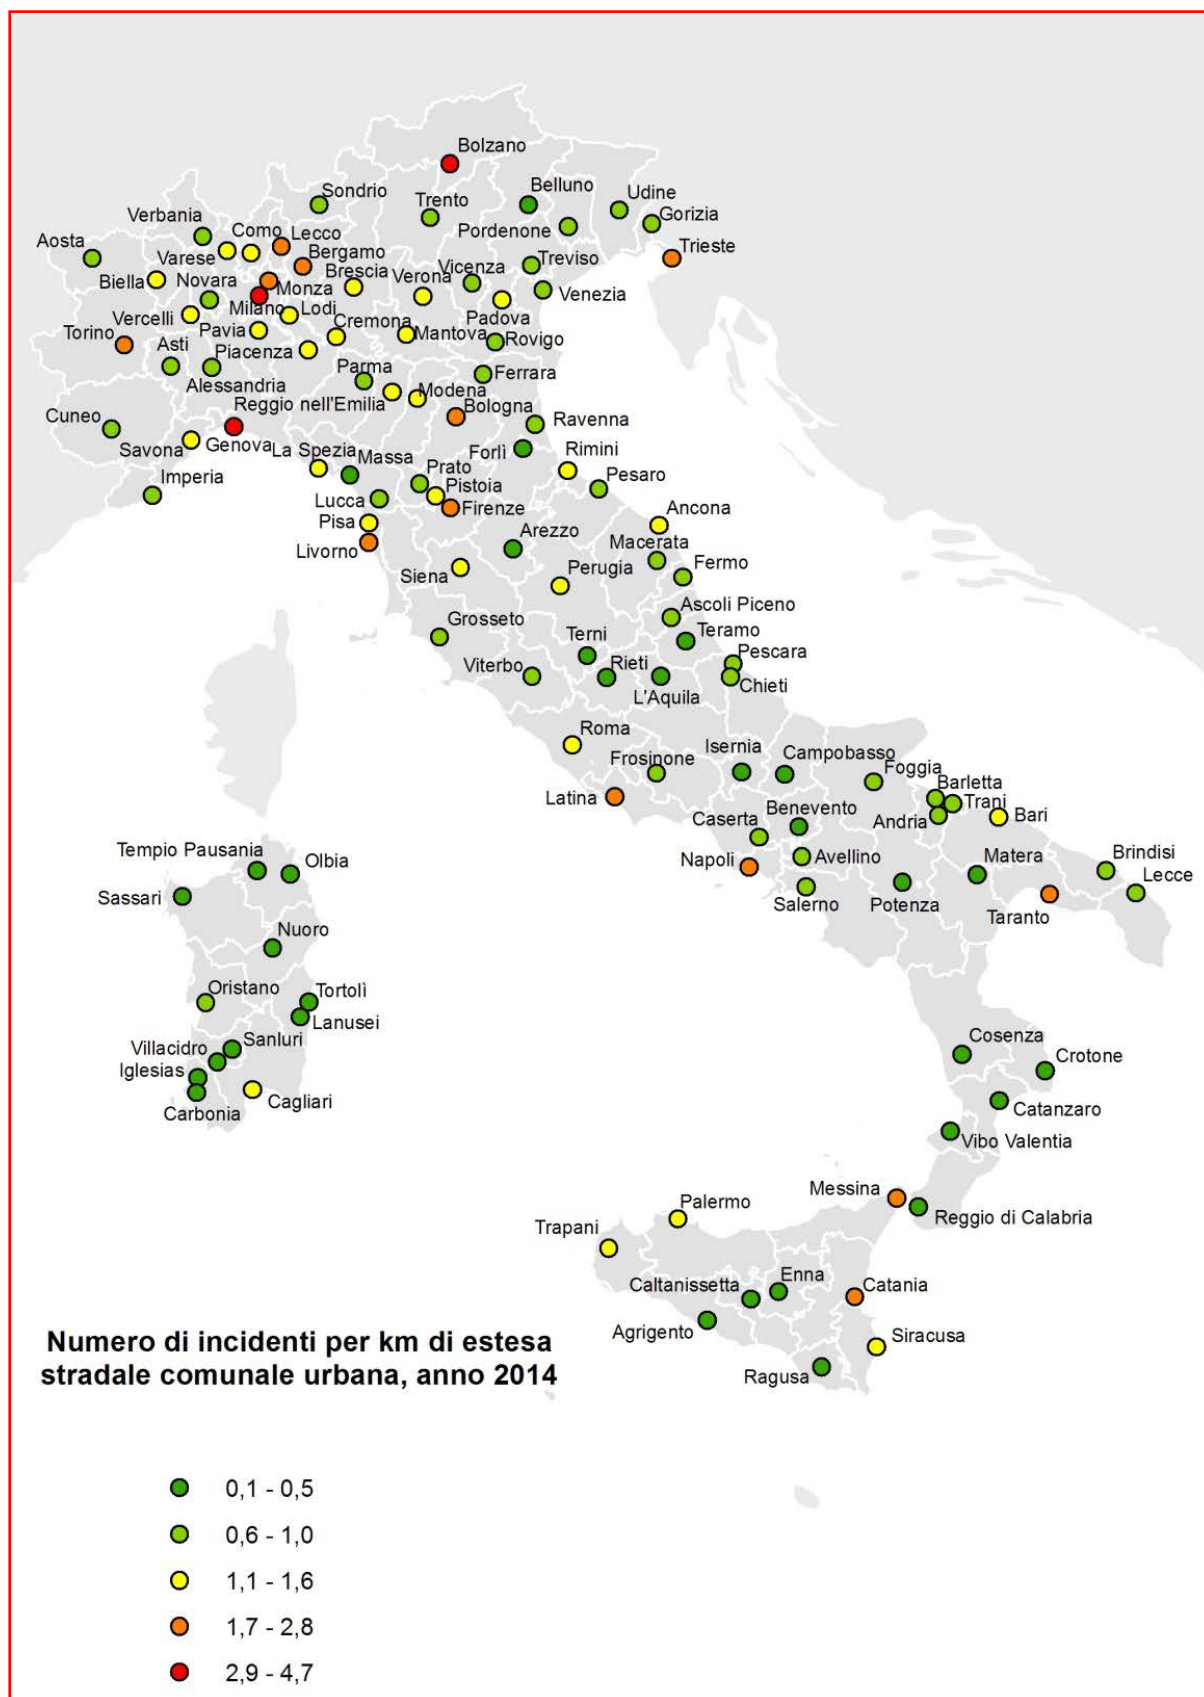 Bolzano
Sondrio
Belluno
Trento
Udine
Verbania
Pordenone
Gorizia
Aosta
Como
Lecco
Varese
Bergamo
Trieste
Biella
Novara
Brescia
Verona
Vicenza
Treviso
Monza
Venezia
Milano
Lodi
Vercelli
Padova
Torino
Pavia
Cremona
Mantova
Rovigo
Asti
Piacenza
Parma
Ferrara
Alessandria
Modena
Reggio nell'Emilia
Bologna
Cuneo
Ravenna
Savona
Genova
La Spezia
Massa
Forlì
Rimini
Imperia
Prato
Pesaro
Pistoia
Lucca
Firenze
Ancona
Pisa
Arezzo
Macerata
Livorno
Siena
Perugia
Fermo
Ascoli Piceno
Grosseto
Terni
Teramo
Viterbo
Rieti
Pescara
L'Aquila
Chieti
Roma
Isernia
Campobasso
Frosinone
Foggia
Barletta
Latina
Trani
Benevento
Caserta
Andria
Bari
Tempio Pausania
Olbia
Napoli
Avellino
Matera
Brindisi
Sassari
Lecce
Salerno
Potenza
Taranto
Nuoro
Oristano
Tortolì
Lanusei
Sanluri
Villacidro
Iglesias
Cosenza
Crotone
Carbonia
Cagliari
Catanzaro
Vibo Valentia
Messina
Palermo
Reggio di Calabria
Trapani
Enna
Caltanissetta
Catania
Agrigento
Siracusa
Ragusa
Numero di incidenti per km di estesa
stradale comunale urbana, anno 2014
0,1 - 0,5
0,6 - 1,0
1,1 - 1,6
1,7 - 2,8
2,9 - 4,7